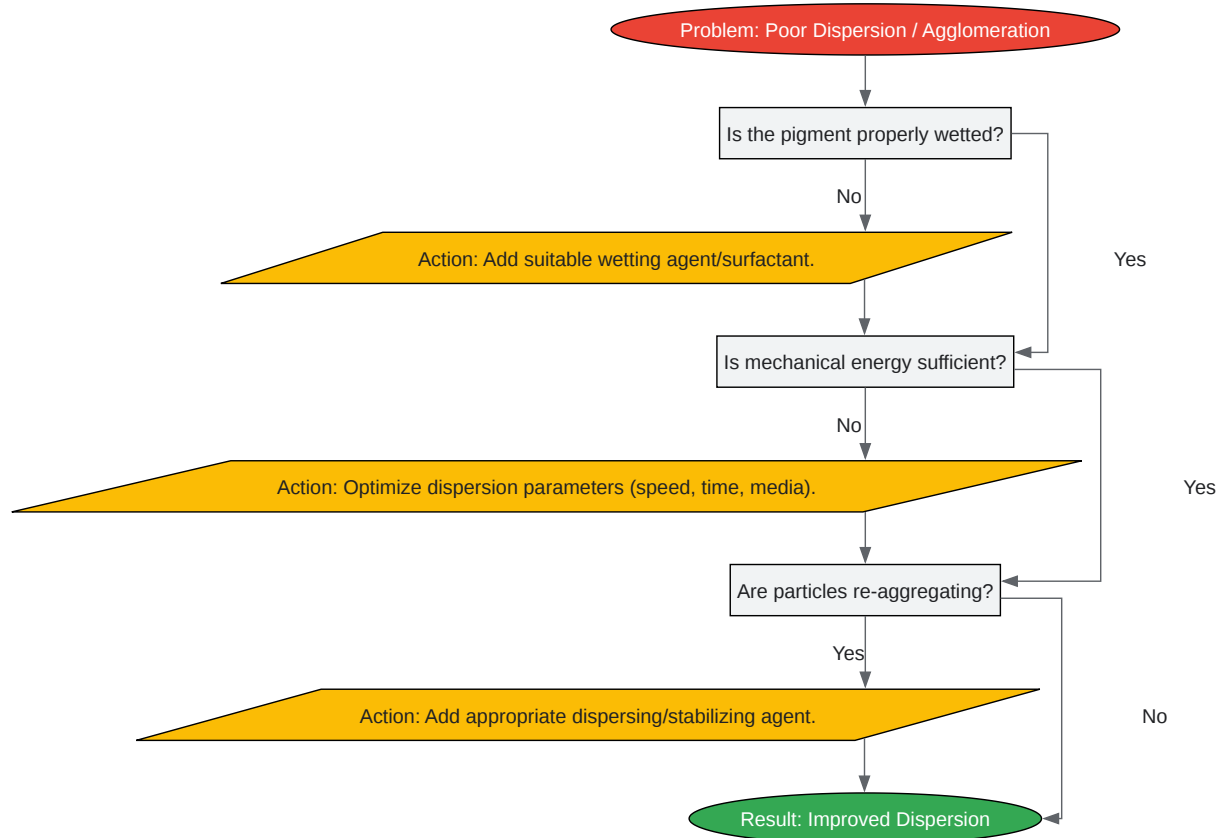 Problem: Poor Dispersion / Agglomeration
Is the pigment properly wetted?
No
Action: Add suitable wetting agent/surfactant.
Yes
Is mechanical energy sufficient?
No
Action: Optimize dispersion parameters (speed, time, media).
Yes
Are particles re-aggregating?
Yes
Action: Add appropriate dispersing/stabilizing agent.
No
Result: Improved Dispersion